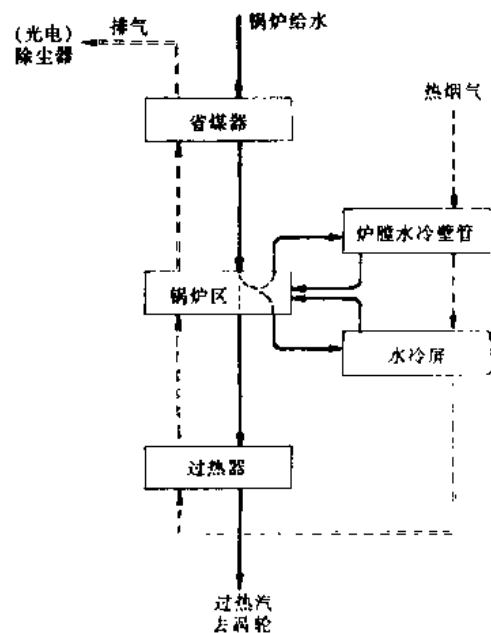 (光电)
除尘器
排气
锅炉给水
省煤器
热烟气
炉膛水冷壁管
锅炉区
水冷屏
过热器
过热汽
去涡轮